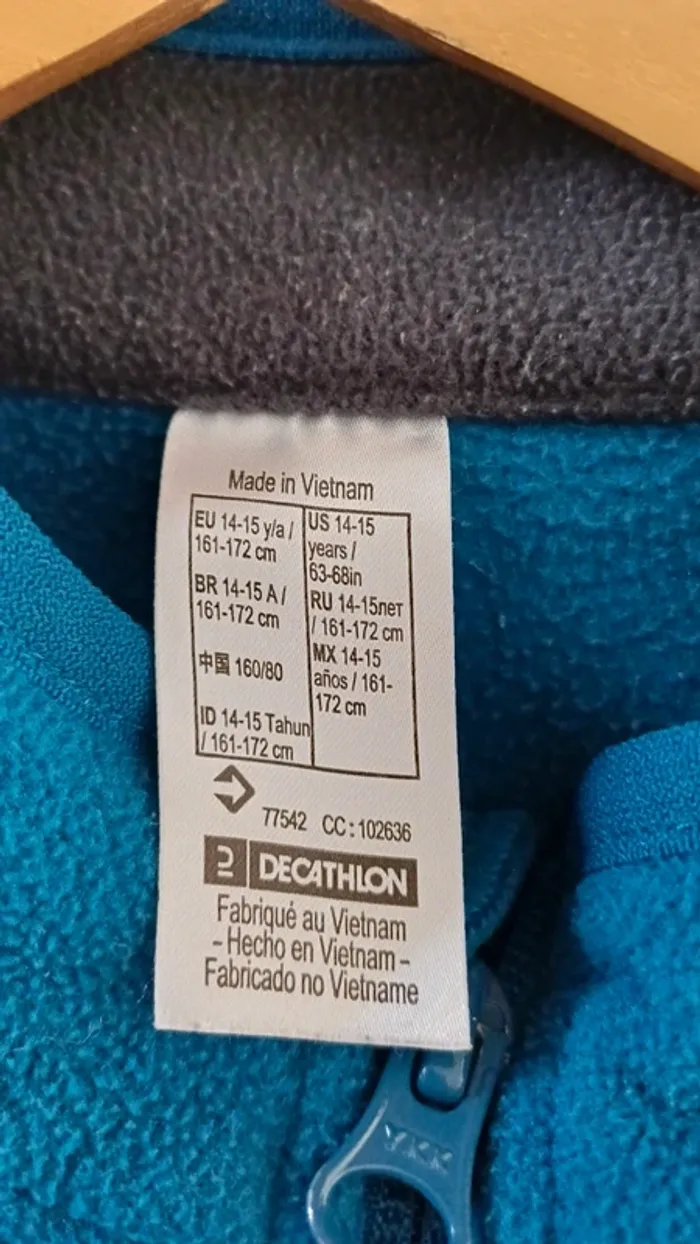 Made in Vietnam
EU 14-15 y/a /
161-172 cm
BR 14-15 A /
161-172 cm
中国 160/80
ID 14-15 Tahun
/ 161-172 cm
US 14-15
years /
63-68in
RU 14-15лет
/ 161-172 cm
MX 14-15
años / 161-
172 cm
77542 CC:102636
DECATHLON
Fabriqué au Vietnam
- Hecho en Vietnam -
Fabricado no Vietname
YKK